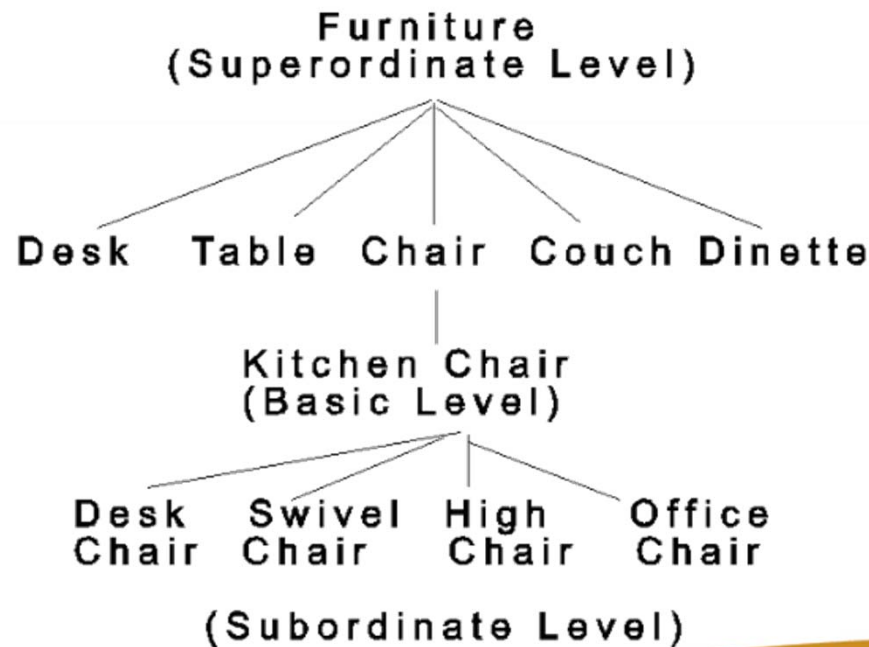 Furniture
(Superordinate Level)
Desk Table Chair Couch Dinette
Kitchen Chair
(Basic Level)
Desk Swivel High Office
Chair Chair Chair Chair
(Subordinate Level)